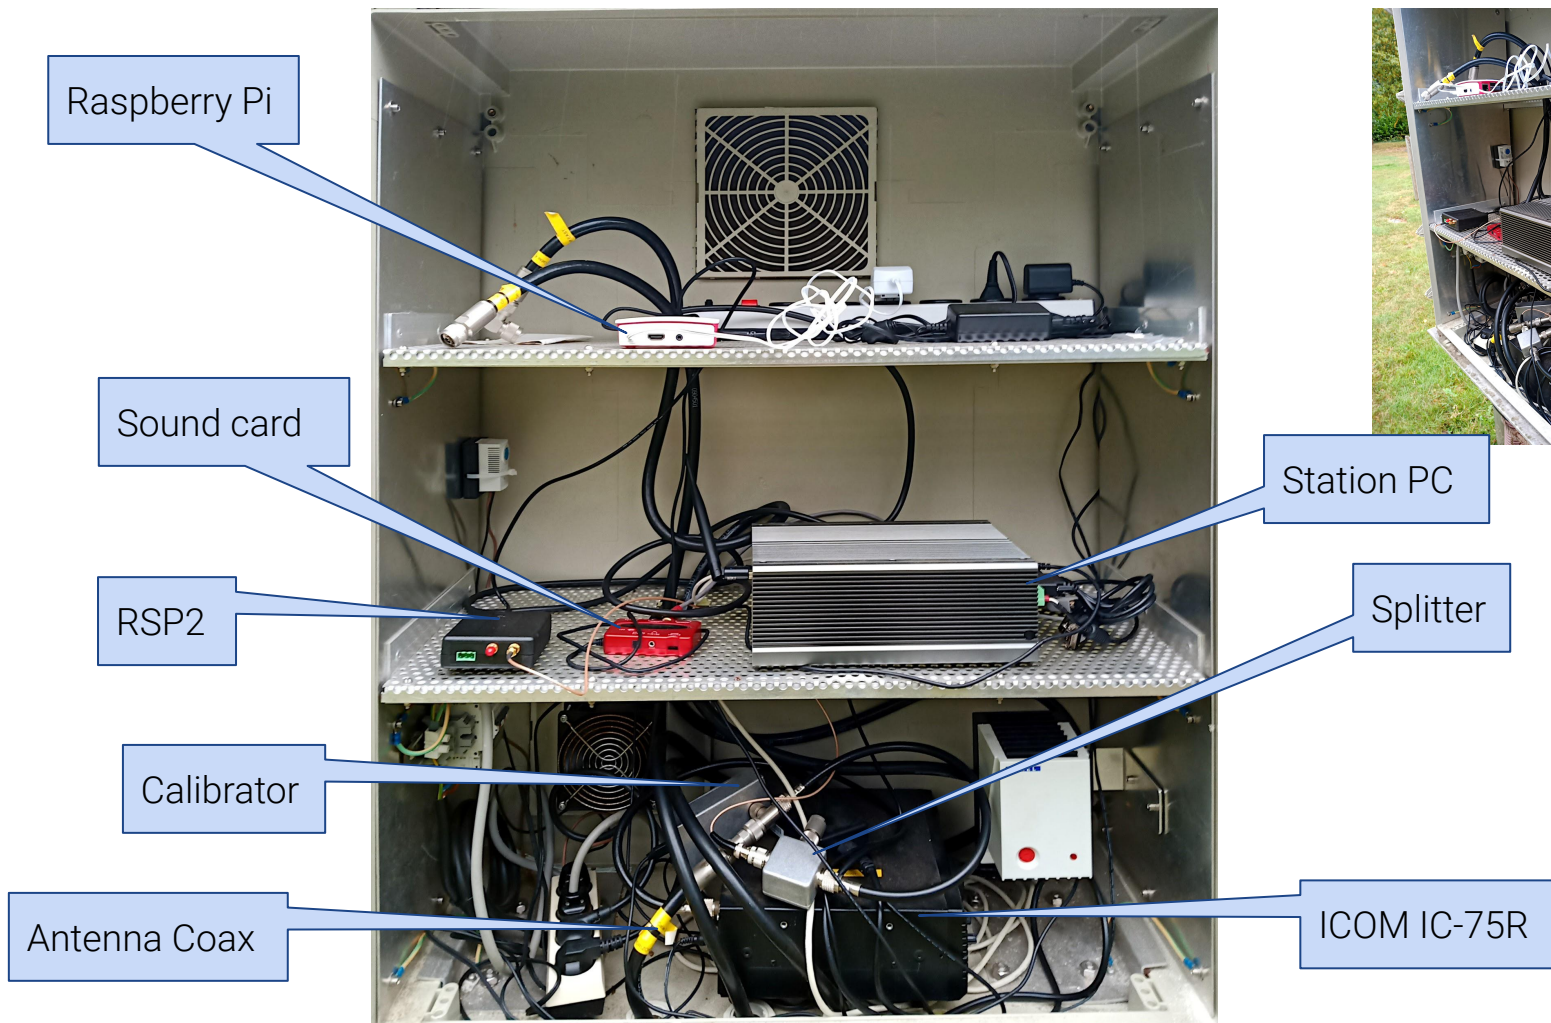 Raspberry Pi
Sound card
Station PC
RSP2
Splitter
Calibrator
Antenna Coax
ICOM IC-75R